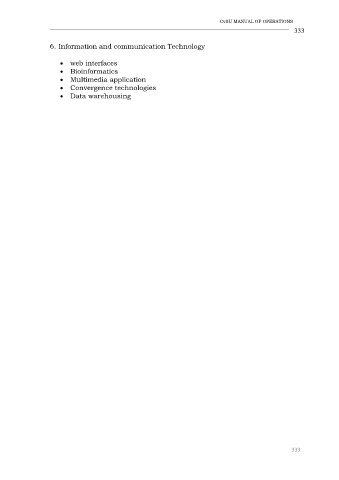 CvSU MANUAL OF OPERATIONS
333
6. Information and communication Technology
• web interfaces
• Bioinformatics
• Multimedia application
• Convergence technologies
• Data warehousing
333